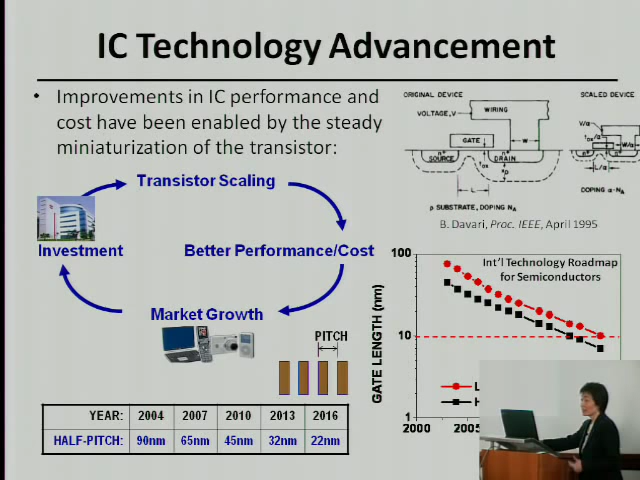 IC Technology Advancement
• Improvements in IC performance and
cost have been enabled by the steady
miniaturization of the transistor:
Transistor Scaling
Investment
Better Performance/Cost
Market Growth
PITCH
YEAR: 2004 2007 2010 2013 2016
HALF-PITCH: 90nm 65nm 45nm 32nm 22nm
ORIGINAL DEVICE
SCALED DEVICE
VOLTAGE, V
WIRING
GATE
W
SOURCE
DRAIN
L
p SUBSTRATE, DOPING NA
V/α
W/α
L/α
DOPING α·NA
B. Davari, Proc. IEEE, April 1995
Int'l Technology Roadmap
for Semiconductors
GATE LENGTH (nm)
100
10
1
2000